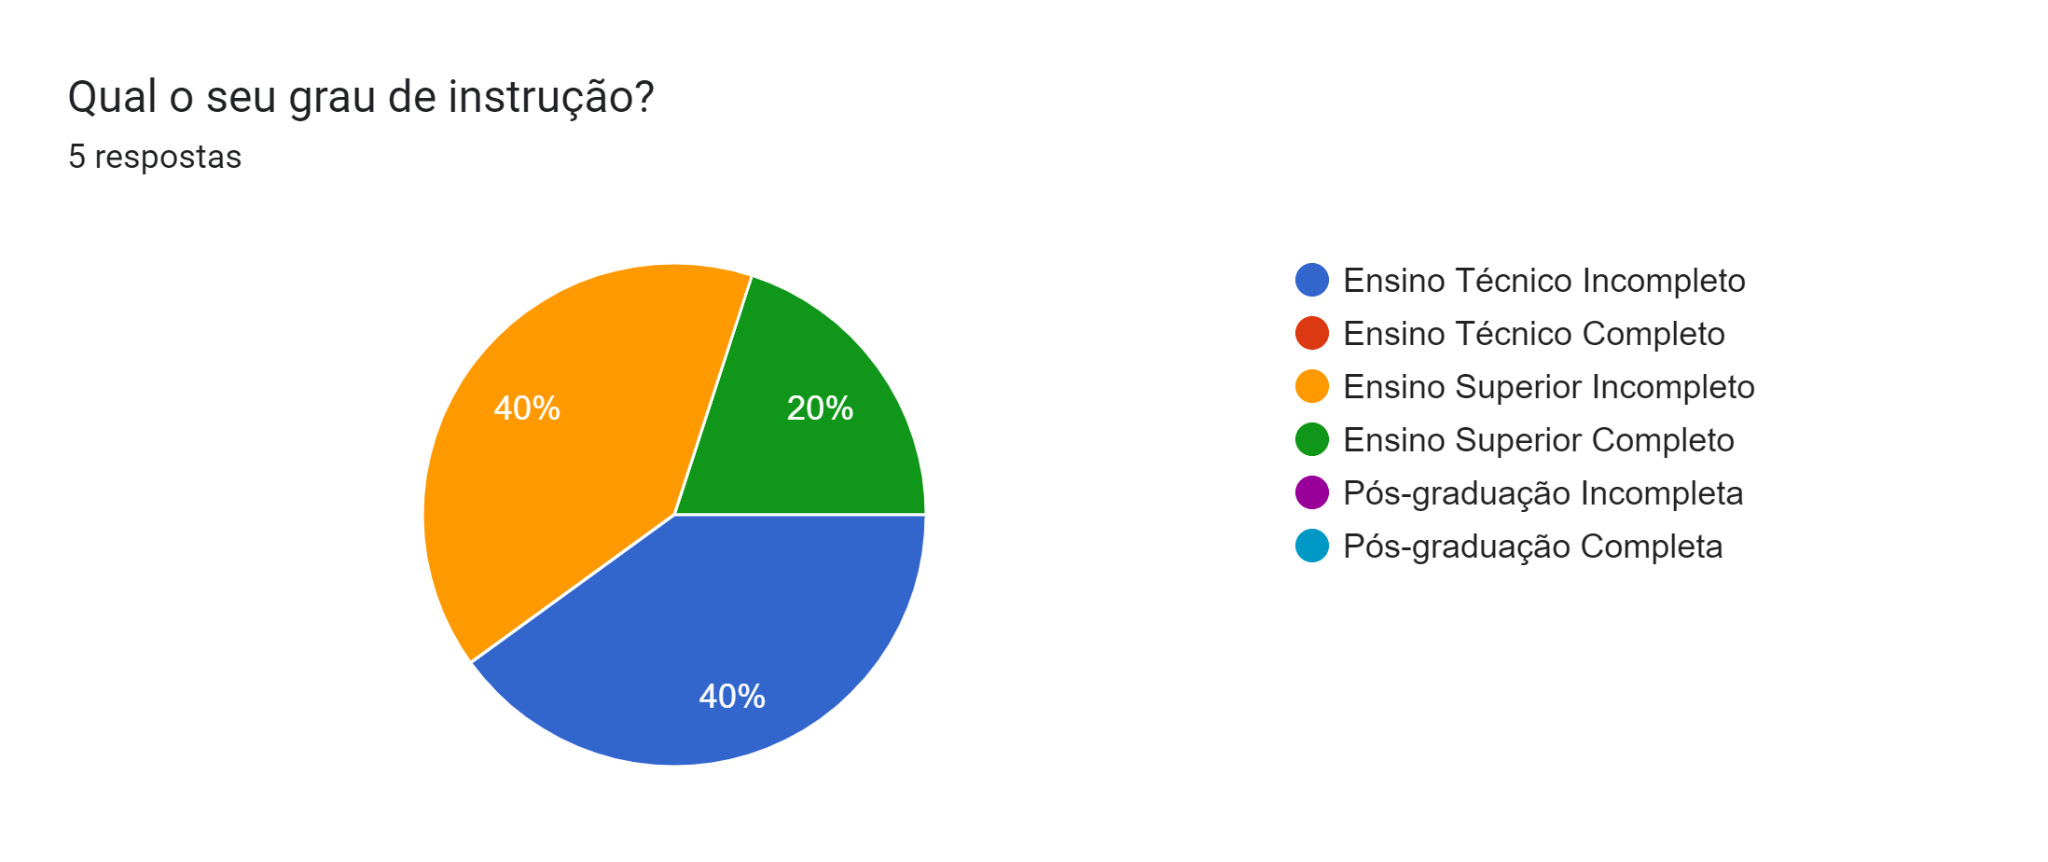 Qual o seu grau de instrução?
5 respostas
40%
20%
40%
Ensino Técnico Incompleto
Ensino Técnico Completo
Ensino Superior Incompleto
Ensino Superior Completo
Pós-graduação Incompleta
Pós-graduação Completa